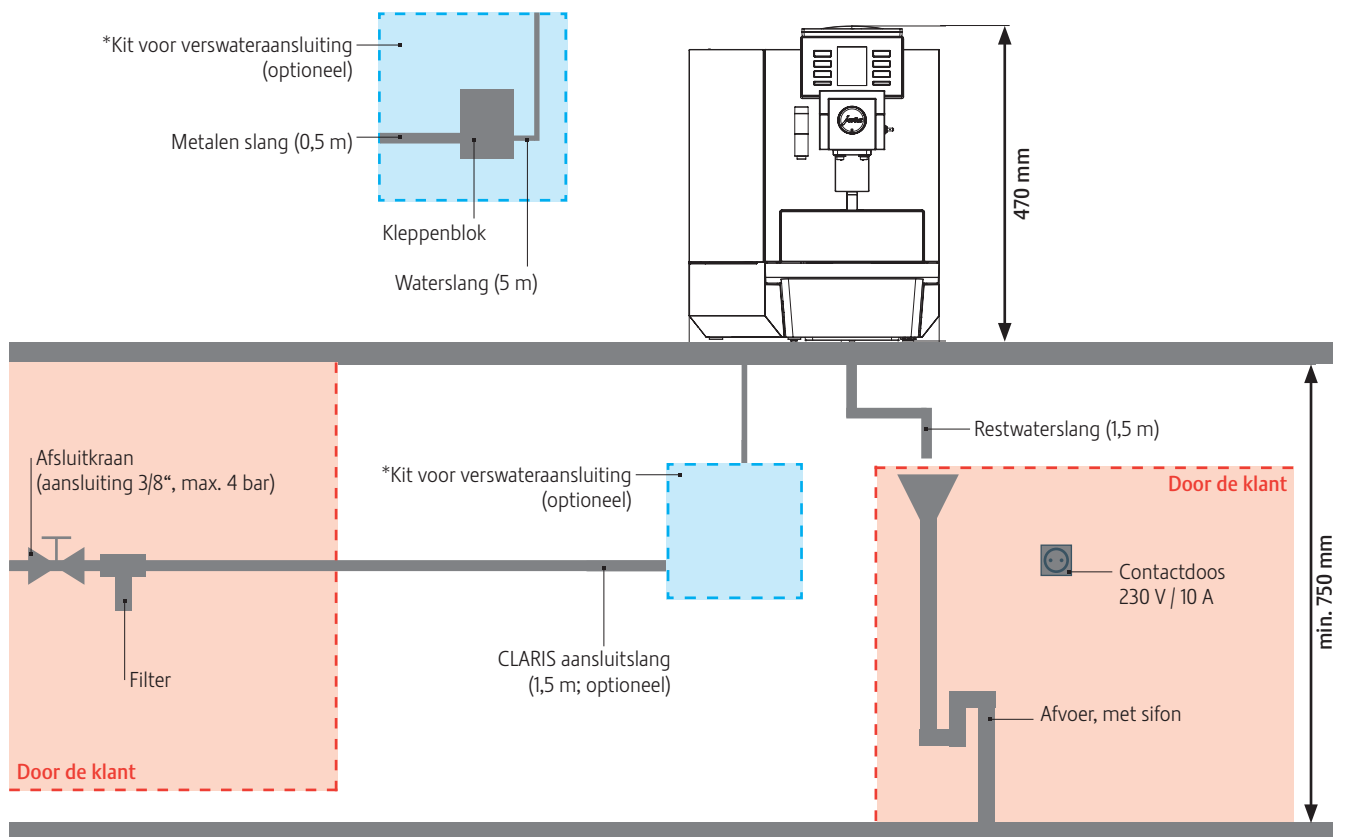 *Kit voor verswateraansluiting
(optioneel)
Metalen slang (0,5 m)
Kleppenblok
Waterslang (5 m)
jura
470 mm
Restwaterslang (1,5 m)
Afsluitkraan
(aansluiting 3/8“, max. 4 bar)
*Kit voor verswateraansluiting
(optioneel)
Door de klant
Contactdoos
230 V / 10 A
min. 750 mm
CLARIS aansluitslang
(1,5 m; optioneel)
Filter
Afvoer, met sifon
Door de klant